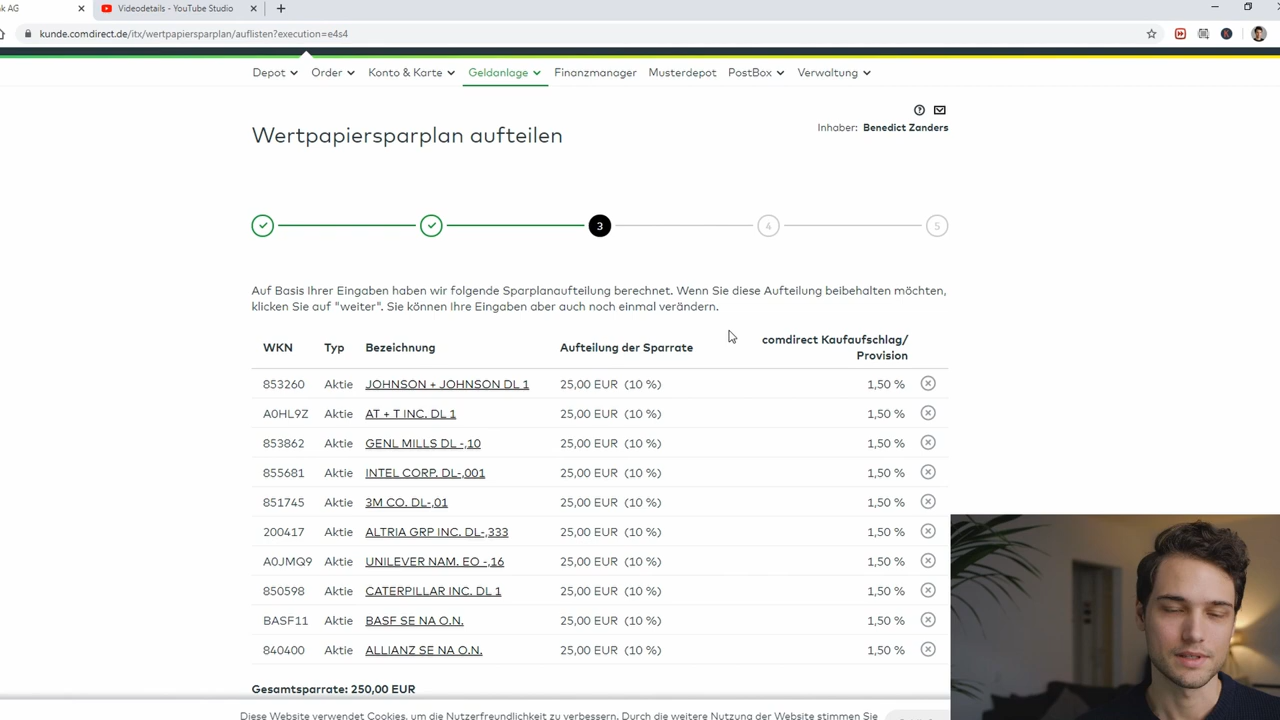 nk AG
Videodetails - YouTube Studio
kunde.comdirect.de/itx/wertpapiersparplan/auflisten?execution=e4s4
Depot Order Konto & Karte Geldanlage Finanzmanager Musterdepot PostBox Verwaltung
Wertpapiersparplan aufteilen
Inhaber: Benedict Zanders
3 4 5
Auf Basis Ihrer Eingaben haben wir folgende Sparplanaufteilung berechnet. Wenn Sie diese Aufteilung beibehalten möchten,
klicken Sie auf "weiter". Sie können Ihre Eingaben aber auch noch einmal verändern.
WKN Typ Bezeichnung Aufteilung der Sparrate comdirect Kaufaufschlag/
Provision
853260 Aktie JOHNSON + JOHNSON DL 1 25,00 EUR (10 %) 1,50 %
A0HL9Z Aktie AT + T INC. DL 1 25,00 EUR (10 %) 1,50 %
853862 Aktie GENL MILLS DL -,10 25,00 EUR (10 %) 1,50 %
855681 Aktie INTEL CORP. DL-,001 25,00 EUR (10 %) 1,50 %
851745 Aktie 3M CO. DL-,01 25,00 EUR (10 %) 1,50 %
200417 Aktie ALTRIA GRP INC. DL-,333 25,00 EUR (10 %) 1,50 %
A0JMQ9 Aktie UNILEVER NAM. EO -,16 25,00 EUR (10 %) 1,50 %
850598 Aktie CATERPILLAR INC. DL 1 25,00 EUR (10 %) 1,50 %
BASF11 Aktie BASF SE NA O.N. 25,00 EUR (10 %) 1,50 %
840400 Aktie ALLIANZ SE NA O.N. 25,00 EUR (10 %) 1,50 %
Gesamtsparrate: 250,00 EUR
Diese Website verwendet Cookies, um die Nutzerfreundlichkeit zu verbessern. Durch die weitere Nutzung der Website stimmen Sie